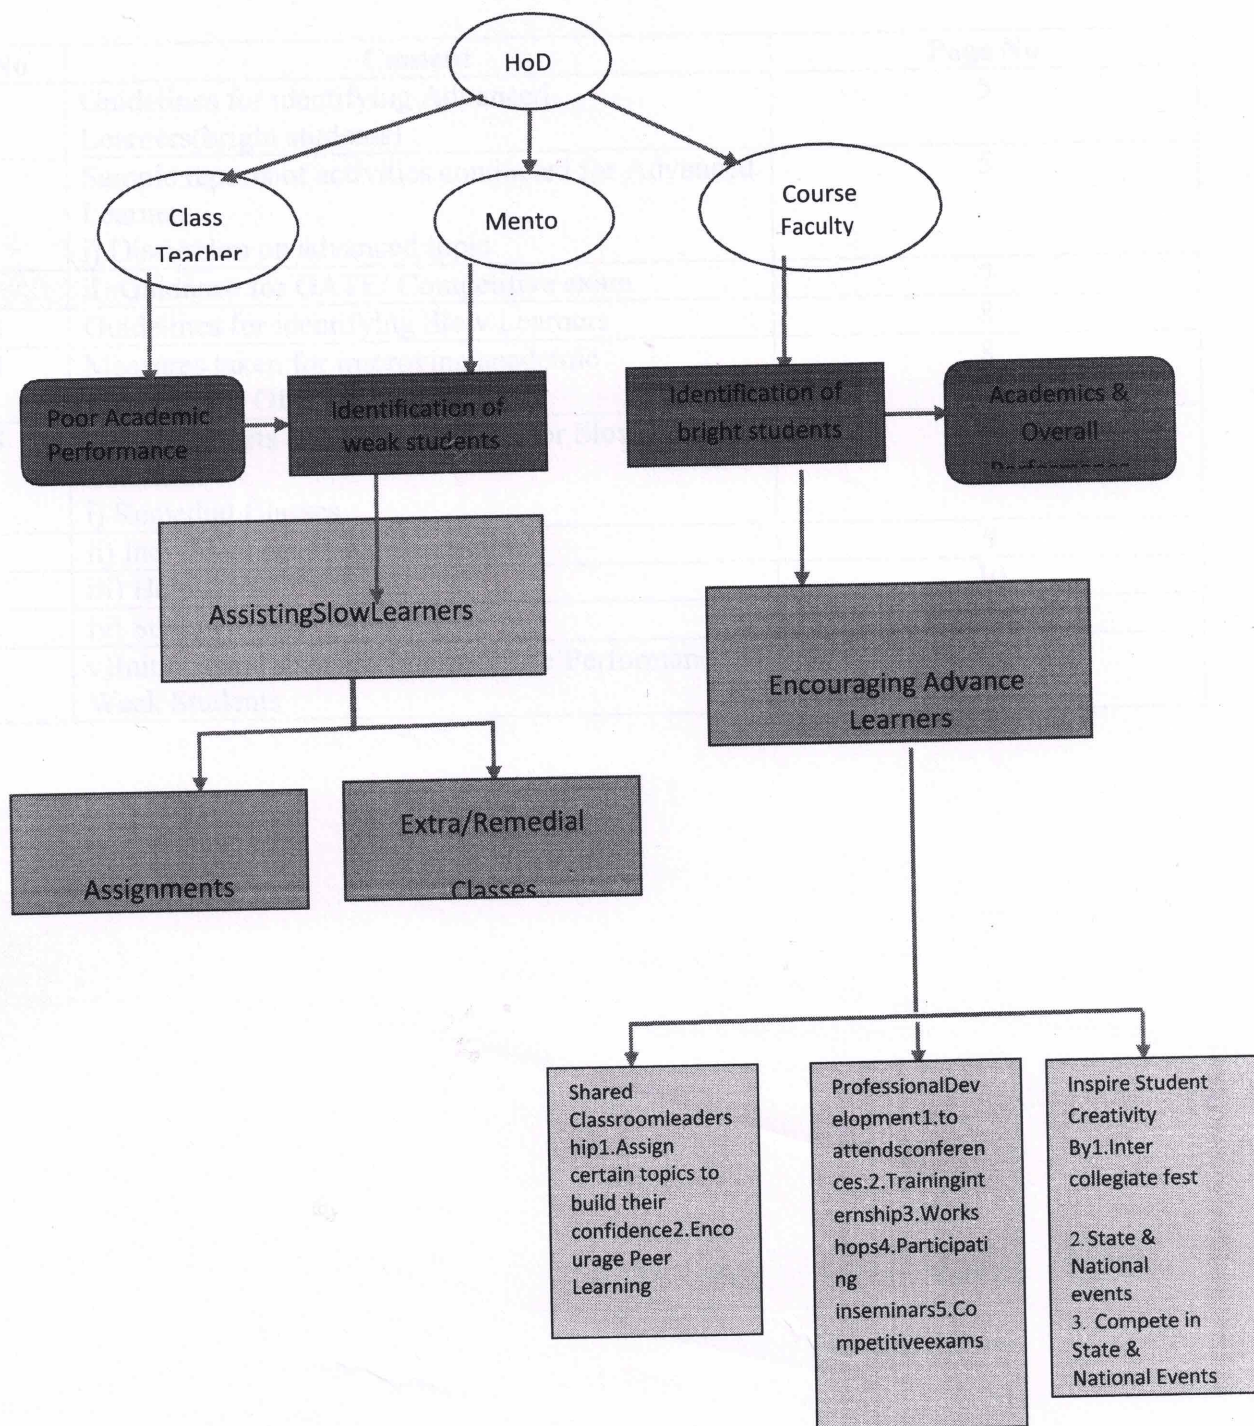 HoD
Class
Teacher
Mento
Course
Faculty
Poor Academic
Performance
Identification of
weak students
Identification of
bright students
Academics &
Overall
Performance
AssistingSlowLearners
Encouraging Advance
Learners
Assignments
Extra/Remedial
Classes
Shared
Classroomleaders
hip1.Assign
certain topics to
build their
confidence2.Enco
urage Peer
Learning
ProfessionalDev
elopment1.to
attendsconferen
ces.2.Trainingint
ernship3.Works
hops4.Participati
ng
inseminars5.Co
mpetitiveexams
Inspire Student
Creativity
By1.Inter
collegiate fest
2. State &
National
events
3. Compete in
State &
National Events